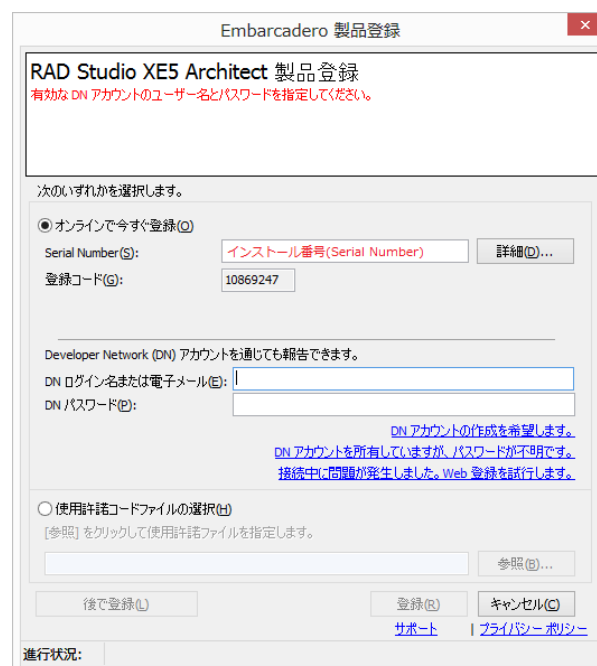 Embarcadero 製品登録
RAD Studio XE5 Architect 製品登録
有効な DN アカウントのユーザー名とパスワードを指定してください。
次のいずれかを選択します。
オンラインで今すぐ登録(O)
Serial Number(S): インストール番号(Serial Number) 詳細(D)...
登録コード(G): 10869247
Developer Network (DN) アカウントを通じても報告できます。
DN ログイン名または電子メール(E):
DN パスワード(P):
DN アカウントの作成を希望します。
DN アカウントを所有していますが、パスワードが不明です。
接続中に問題が発生しました。Web 登録を試行します。
使用許諾コードファイルの選択(H)
[参照] をクリックして使用許諾ファイルを指定します。
参照(B)...
後で登録(L) 登録(R) キャンセル(C)
サポート | プライバシー ポリシー
進行状況: